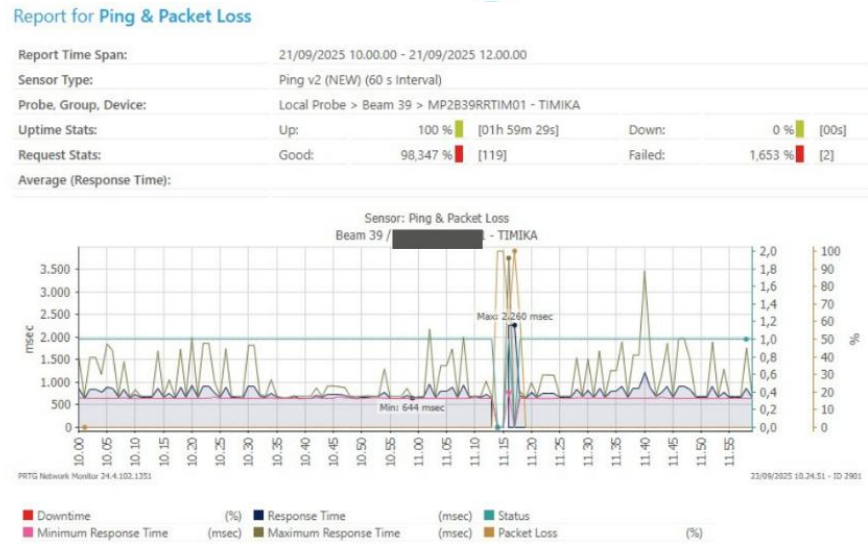 Report for Ping & Packet Loss
Report Time Span: 21/09/2025 10.00.00 - 21/09/2025 12.00.00
Sensor Type: Ping v2 (NEW) (60 s Interval)
Probe, Group, Device: Local Probe > Beam 39 > MP2B39RRTIM01 - TIMIKA
Uptime Stats: Up: 100 % [01h 59m 29s] Down: 0 % [00s]
Request Stats: Good: 98,347 % [119] Failed: 1,653 % [2]
Average (Response Time):
Sensor: Ping & Packet Loss
Beam 39 / 1 - TIMIKA
3.500
3.000
2.500
2.000
1.500
1.000
500
0
msec
Max: 2.260 msec
Min: 644 msec
2,0
1,8
1,6
1,4
1,2
1,0
0,8
0,6
0,4
0,2
0,0
100
90
80
70
60
50
40
30
20
10
0
%
10.00 10.05 10.10 10.15 10.20 10.25 10.30 10.35 10.40 10.45 10.50 10.55 11.00 11.05 11.10 11.15 11.20 11.25 11.30 11.35 11.40 11.45 11.50 11.55
PRTG Network Monitor 24.4.102.1351 23/09/2025 10.24.51 - ID 2901
Downtime (%) Response Time (msec) Status
Minimum Response Time (msec) Maximum Response Time (msec) Packet Loss (%)